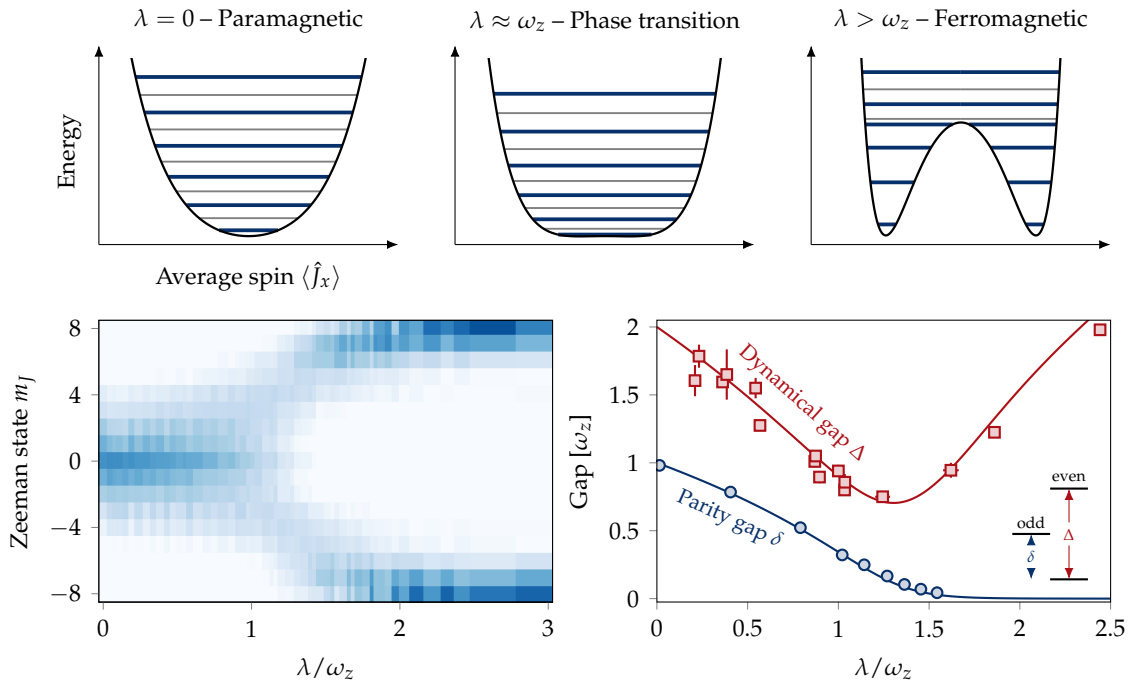 λ = 0 – Paramagnetic
λ ≈ ω_z – Phase transition
λ > ω_z – Ferromagnetic
Energy
Average spin ⟨Ĵ_x⟩
8
4
0
−4
−8
Zeeman state m_J
0
1
2
3
λ/ω_z
2
1.5
1
0.5
0
Gap [ω_z]
Dynamical gap Δ
Parity gap δ
even
odd
Δ
δ
0
0.5
1
1.5
2
2.5
λ/ω_z